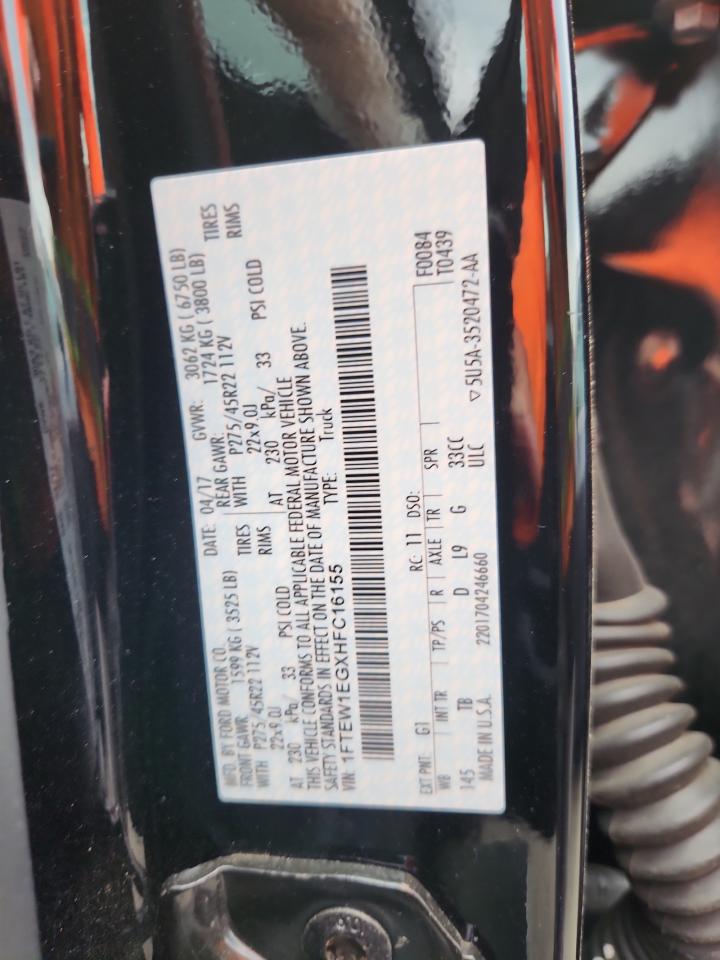 MFD. BY FORD MOTOR CO.
DATE: 04/17 GVWR: 3062 KG ( 6750 LB)
FRONT GAWR: 1599 KG ( 3525 LB) REAR GAWR: 1724 KG ( 3800 LB)
WITH P275/45R22 112V TIRES WITH P275/45R22 112V TIRES
22x9.0J RIMS 22x9.0J RIMS
AT 230 kPa/ 33 PSI COLD AT 230 kPa/ 33 PSI COLD
THIS VEHICLE CONFORMS TO ALL APPLICABLE FEDERAL MOTOR VEHICLE
SAFETY STANDARDS IN EFFECT ON THE DATE OF MANUFACTURE SHOWN ABOVE.
VIN: 1FTEW1EGXHFC16155 TYPE: Truck
F0084
EXT PNT: G1 RC: 11 DSO: T0439
WB INT TR TP/PS R AXLE TR SPR
145 TB D L9 G 33CC
MADE IN U.S.A. 2201704246660 ULC ▽5U5A-3520472-AA